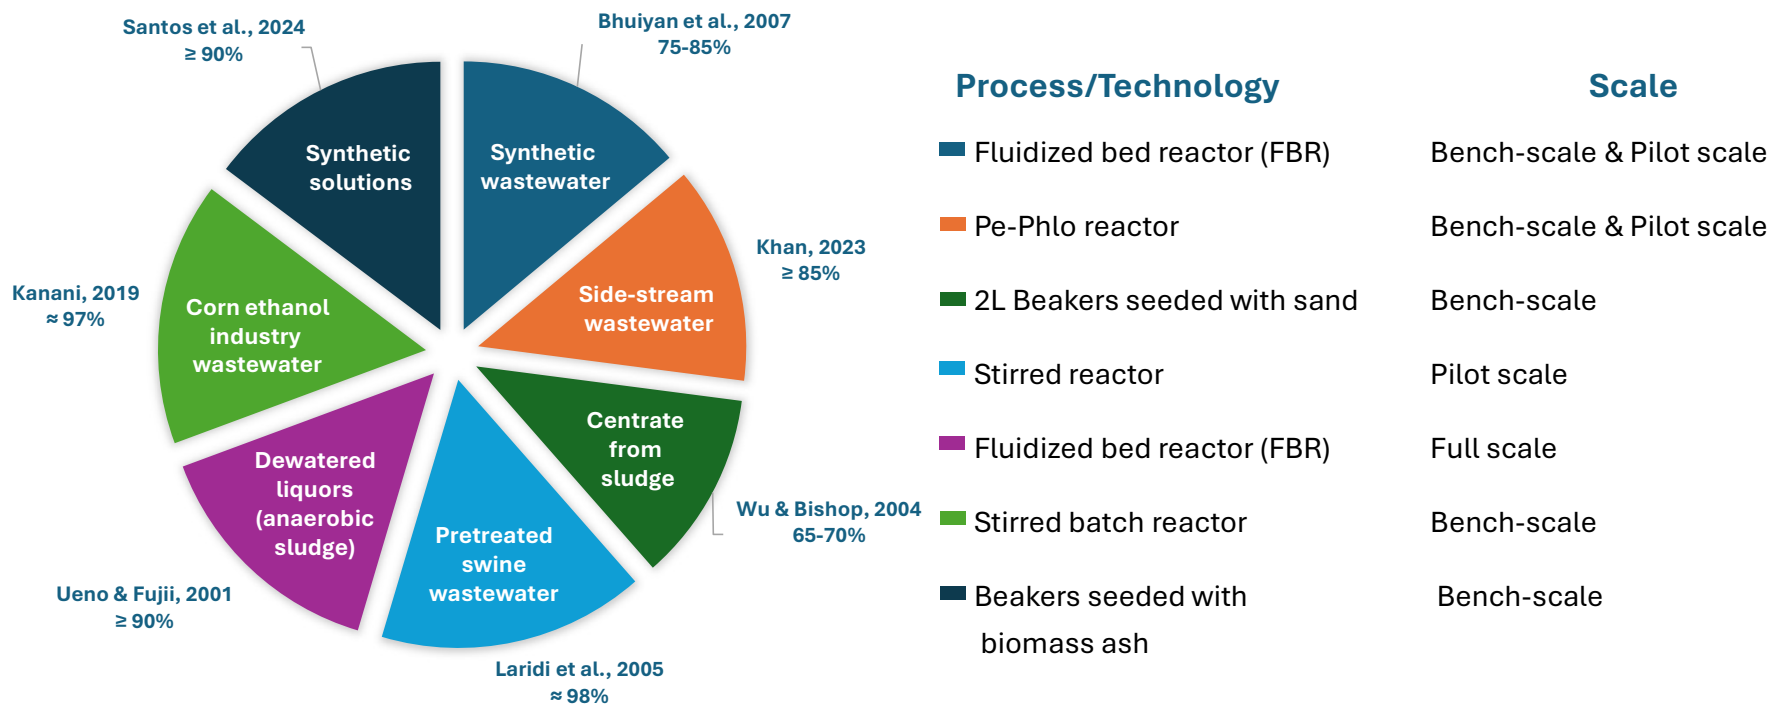 Santos et al., 2024
≥ 90%
Bhuiyan et al., 2007
75-85%
Synthetic
solutions
Synthetic
wastewater
Khan, 2023
≥ 85%
Side-stream
wastewater
Kanani, 2019
≈ 97%
Corn ethanol
industry
wastewater
Centrate
from
sludge
Dewatered
liquors
(anaerobic
sludge)
Wu & Bishop, 2004
65-70%
Pretreated
swine
wastewater
Ueno & Fujii, 2001
≥ 90%
Laridi et al., 2005
≈ 98%
Process/Technology Scale
Fluidized bed reactor (FBR) Bench-scale & Pilot scale
Pe-Phlo reactor Bench-scale & Pilot scale
2L Beakers seeded with sand Bench-scale
Stirred reactor Pilot scale
Fluidized bed reactor (FBR) Full scale
Stirred batch reactor Bench-scale
Beakers seeded with Bench-scale
biomass ash